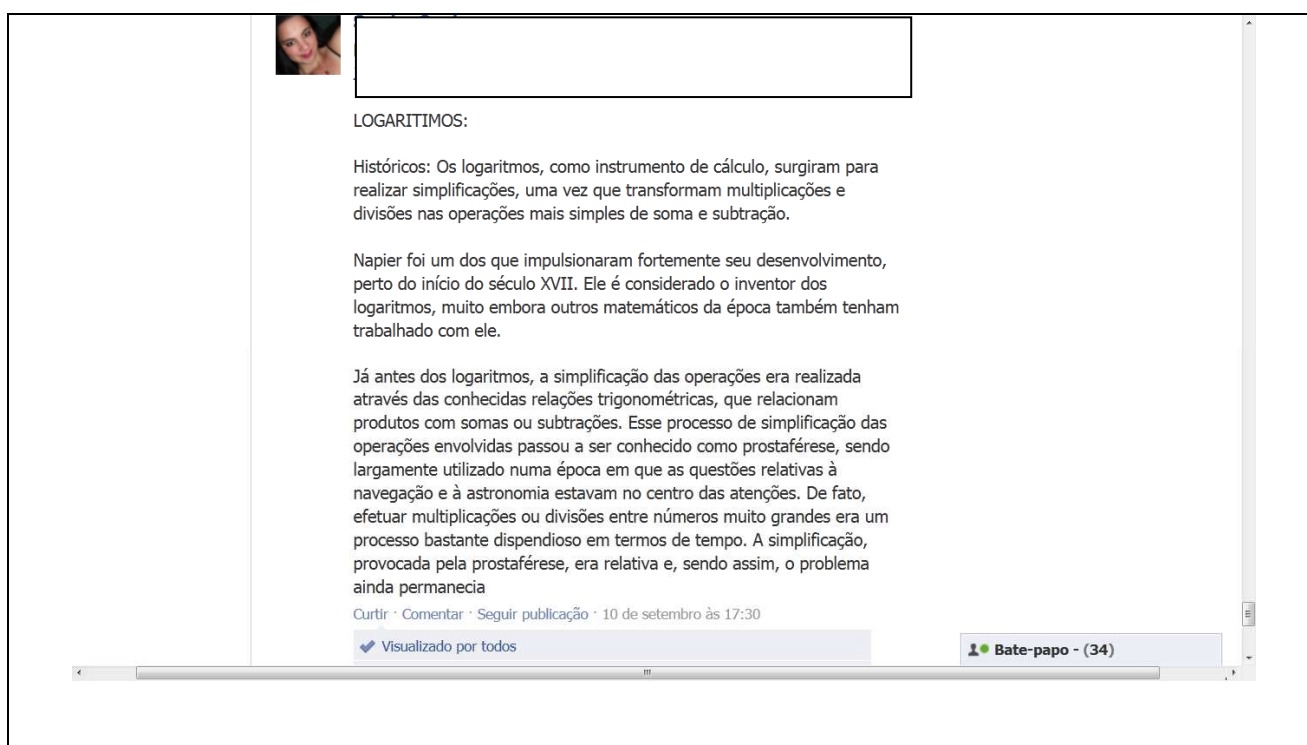 LOGARITIMOS:
Históricos: Os logaritmos, como instrumento de cálculo, surgiram para
realizar simplificações, uma vez que transformam multiplicações e
divisões nas operações mais simples de soma e subtração.
Napier foi um dos que impulsionaram fortemente seu desenvolvimento,
perto do início do século XVII. Ele é considerado o inventor dos
logaritmos, muito embora outros matemáticos da época também tenham
trabalhado com ele.
Já antes dos logaritmos, a simplificação das operações era realizada
através das conhecidas relações trigonométricas, que relacionam
produtos com somas ou subtrações. Esse processo de simplificação das
operações envolvidas passou a ser conhecido como prostaférese, sendo
largamente utilizado numa época em que as questões relativas à
navegação e à astronomia estavam no centro das atenções. De fato,
efetuar multiplicações ou divisões entre números muito grandes era um
processo bastante dispendioso em termos de tempo. A simplificação,
provocada pela prostaférese, era relativa e, sendo assim, o problema
ainda permanecia
Curtir · Comentar · Seguir publicação · 10 de setembro às 17:30
Visualizado por todos
Bate-papo - (34)